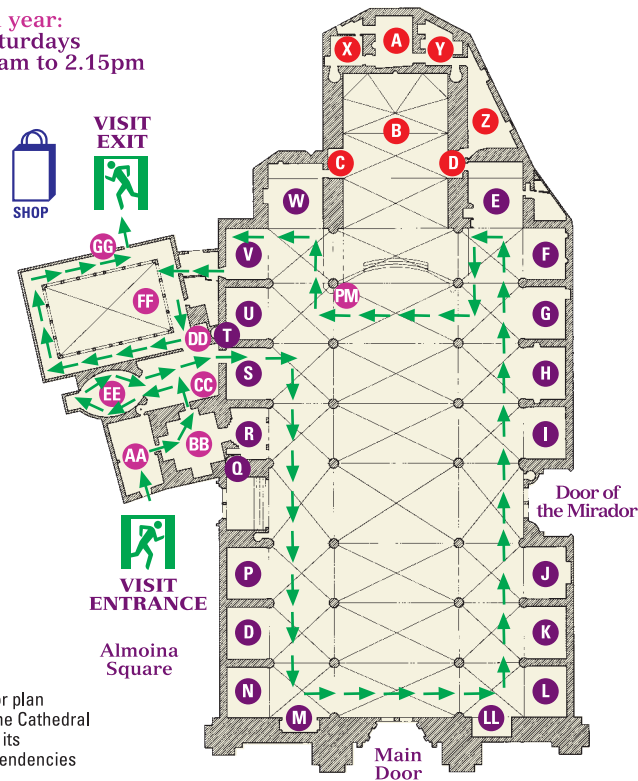 year:
turdays
am to 2.15pm
VISIT
EXIT
SHOP
X
A
Y
B
Z
C
D
W
E
GG
V
F
FF
PM
U
G
DD
T
S
H
EE
CC
R
I
AA
BB
Q
Door of
the Mirador
VISIT
ENTRANCE
P
J
Almoina
Square
D
K
N
L
M
LL
or plan
ne Cathedral
its
endencies
Main
Door